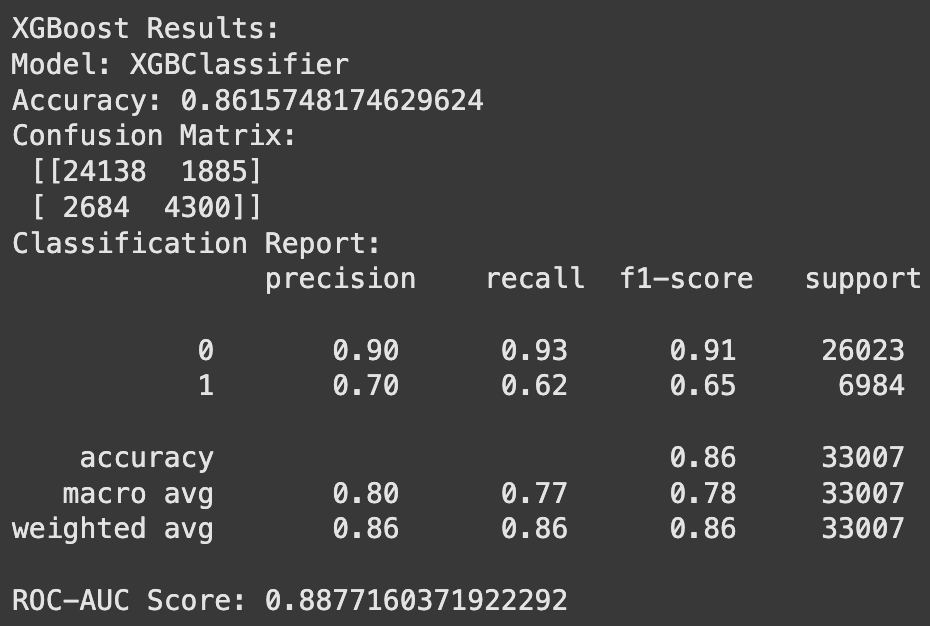 XGBoost Results:
Model: XGBClassifier
Accuracy: 0.8615748174629624
Confusion Matrix:
 [[24138  1885]
 [ 2684  4300]]
Classification Report:
              precision    recall  f1-score   support

           0       0.90      0.93      0.91     26023
           1       0.70      0.62      0.65      6984

    accuracy                           0.86     33007
   macro avg       0.80      0.77      0.78     33007
weighted avg       0.86      0.86      0.86     33007

ROC-AUC Score: 0.8877160371922292